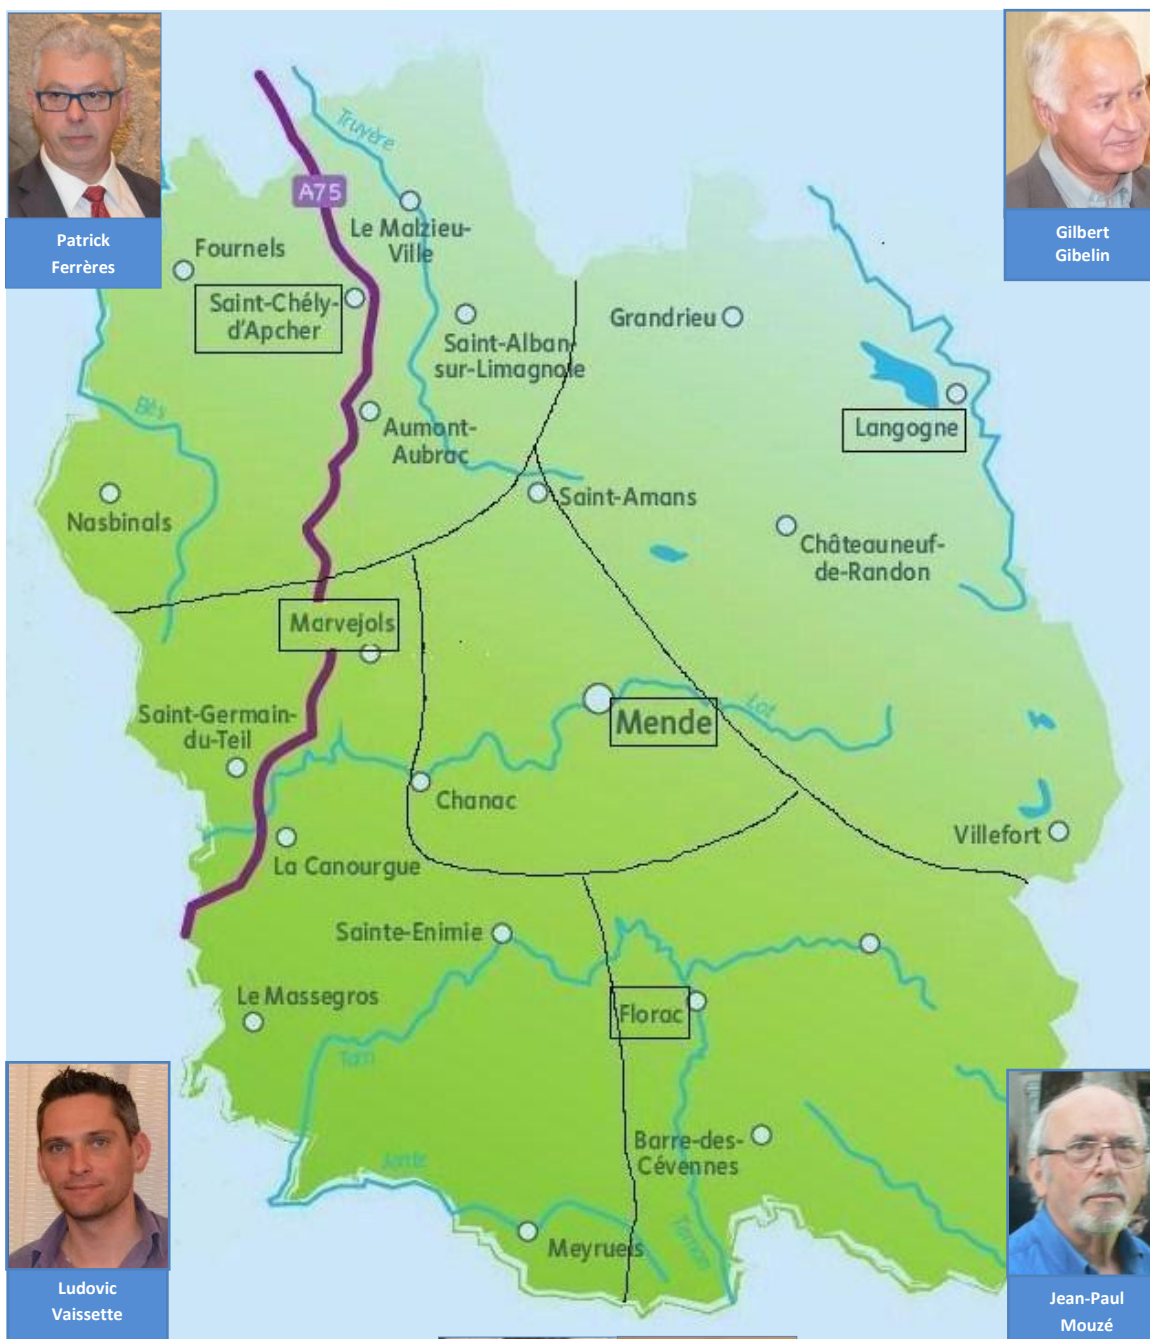 Patrick
Ferrères
Gilbert
Gibelin
A75
Truyère
Le Malzieu-
Ville
Fournels
Saint-Chély-
d'Apcher
Saint-Alban
sur-Limagnole
Grandrieu
Langogne
Bès
Aumont-
Aubrac
Nasbinals
Saint-Amans
Châteauneuf-
de-Randon
Marvejols
Saint-Germain-
du-Teil
Mende
Lot
Chanac
La Canourgue
Villefort
Sainte-Enimie
Le Massegros
Florac
Tarn
Barre-des-
Cévennes
Jonte
Tarnon
Meyrueis
Ludovic
Vaissette
Jean-Paul
Mouzé